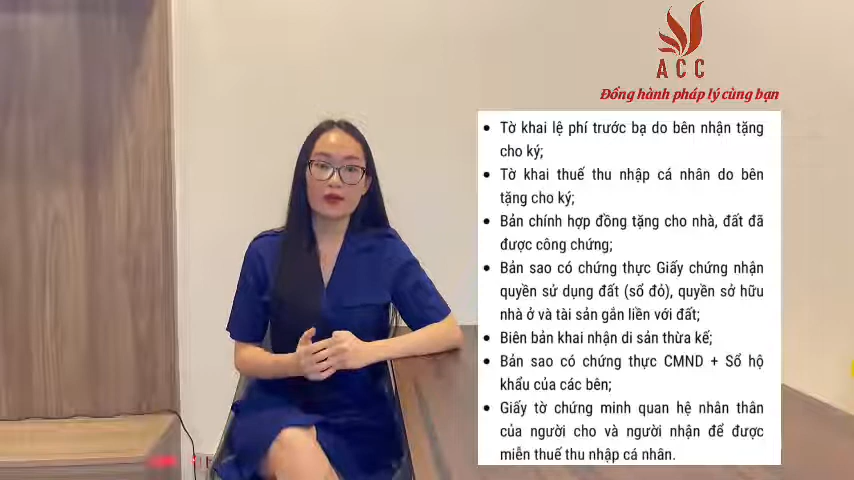 ACC
Đồng hành pháp lý cùng bạn
• Tờ khai lệ phí trước bạ do bên nhận tặng
cho ký;
• Tờ khai thuế thu nhập cá nhân do bên
tặng cho ký;
• Bản chính hợp đồng tặng cho nhà, đất đã
được công chứng;
• Bản sao có chứng thực Giấy chứng nhận
quyền sử dụng đất (sổ đỏ), quyền sở hữu
nhà ở và tài sản gắn liền với đất;
• Biên bản khai nhận di sản thừa kế;
• Bản sao có chứng thực CMND + Sổ hộ
khẩu của các bên;
• Giấy tờ chứng minh quan hệ nhân thân
của người cho và người nhận để được
miễn thuế thu nhập cá nhân.